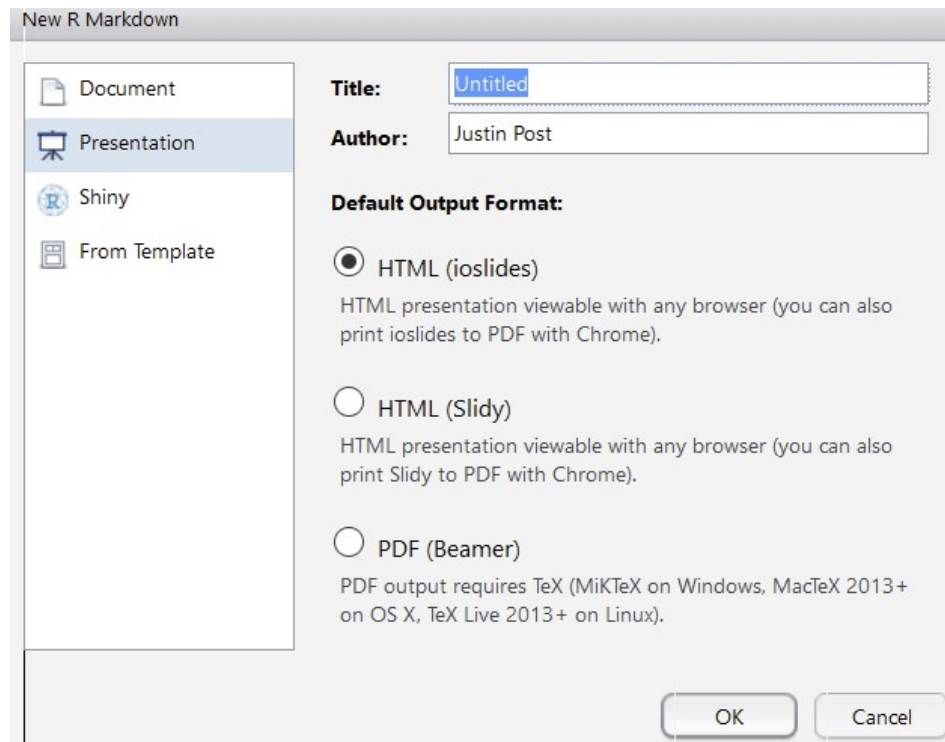 New R Markdown
Document
Presentation
Shiny
From Template
Title:
Untitled
Author:
Justin Post
Default Output Format:
HTML (ioslides)
HTML presentation viewable with any browser (you can also
print ioslides to PDF with Chrome).
HTML (Slidy)
HTML presentation viewable with any browser (you can also
print Slidy to PDF with Chrome).
PDF (Beamer)
PDF output requires TeX (MiKTeX on Windows, MacTeX 2013+
on OS X, TeX Live 2013+ on Linux).
OK
Cancel